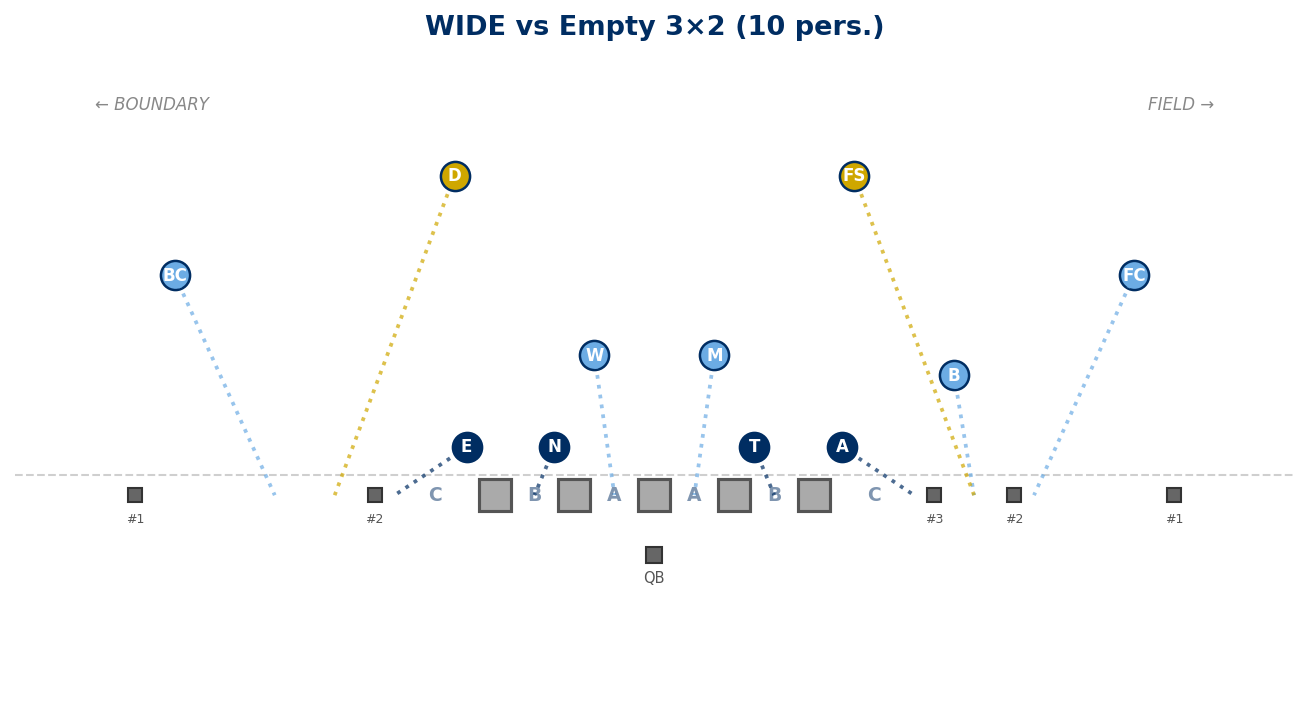 WIDE vs Empty 3×2 (10 pers.)
← BOUNDARY
FIELD →
D
FS
BC
FC
W
M
B
E
N
T
A
C
B
A
A
B
C
#1
#2
#3
#2
#1
QB